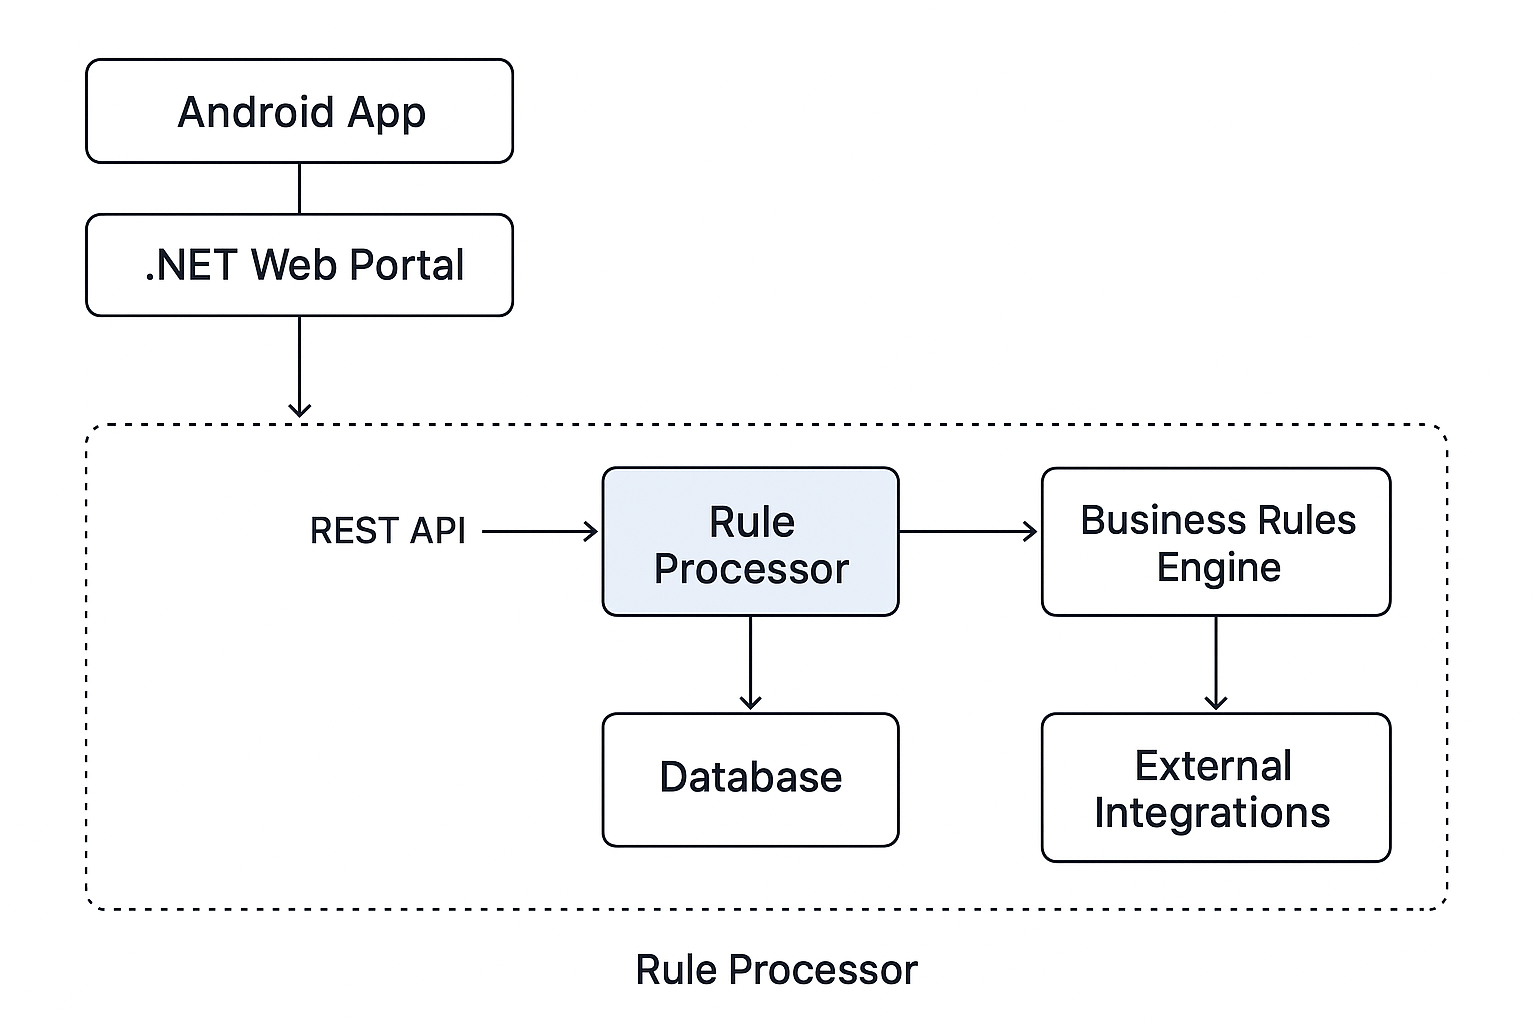 Android App
.NET Web Portal
REST API
Rule
Processor
Business Rules
Engine
Database
External
Integrations
Rule Processor